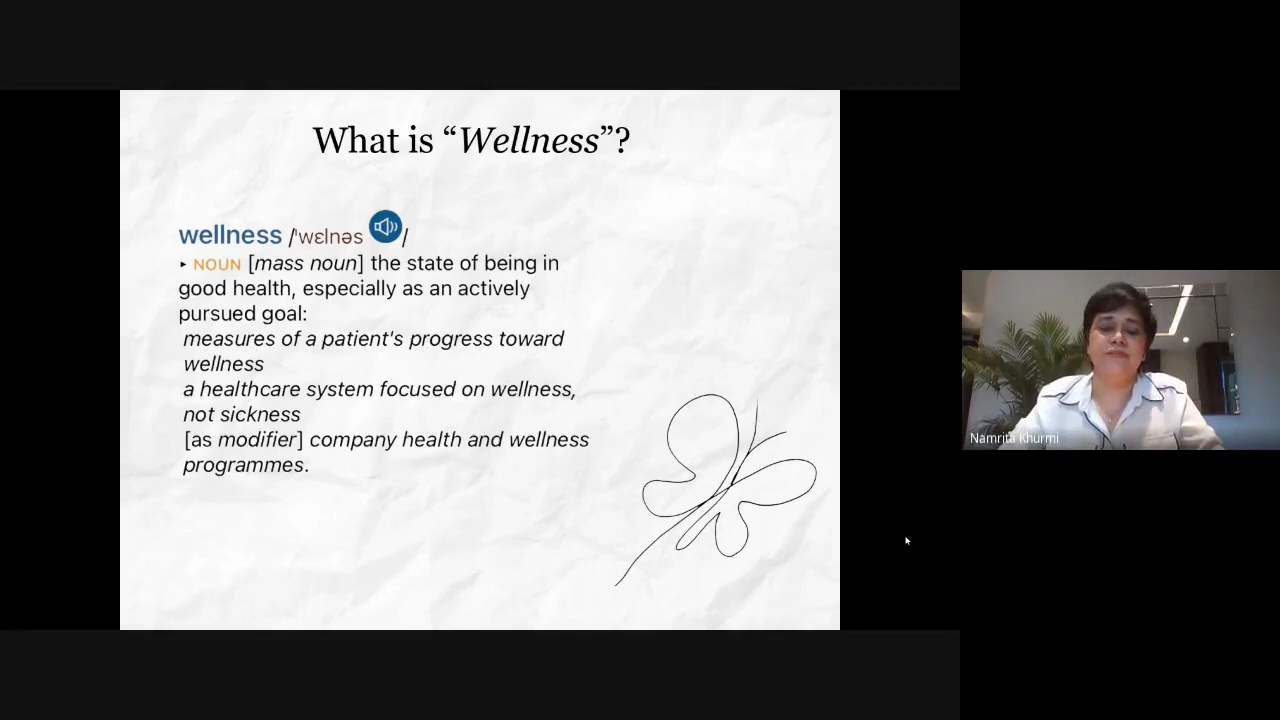 What is “Wellness”?
wellness /ˈwɛlnəs /
▸ NOUN [mass noun] the state of being in
good health, especially as an actively
pursued goal:
measures of a patient's progress toward
wellness
a healthcare system focused on wellness,
not sickness
[as modifier] company health and wellness
programmes.
Namrita Khurmi